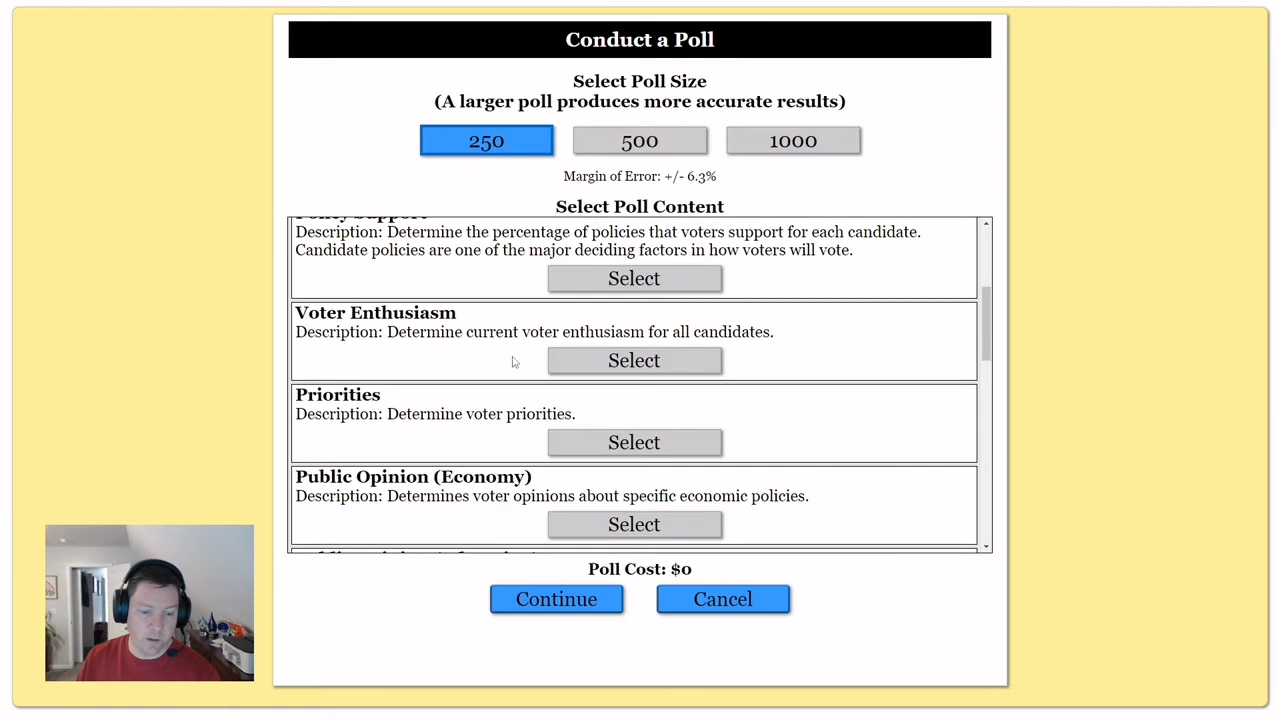 Conduct a Poll
Select Poll Size
(A larger poll produces more accurate results)
250 500 1000
Margin of Error: +/- 6.3%
Select Poll Content
Policy Support
Description: Determine the percentage of policies that voters support for each candidate.
Candidate policies are one of the major deciding factors in how voters will vote.
Select
Voter Enthusiasm
Description: Determine current voter enthusiasm for all candidates.
Select
Priorities
Description: Determine voter priorities.
Select
Public Opinion (Economy)
Description: Determines voter opinions about specific economic policies.
Select
Poll Cost: $0
Continue Cancel